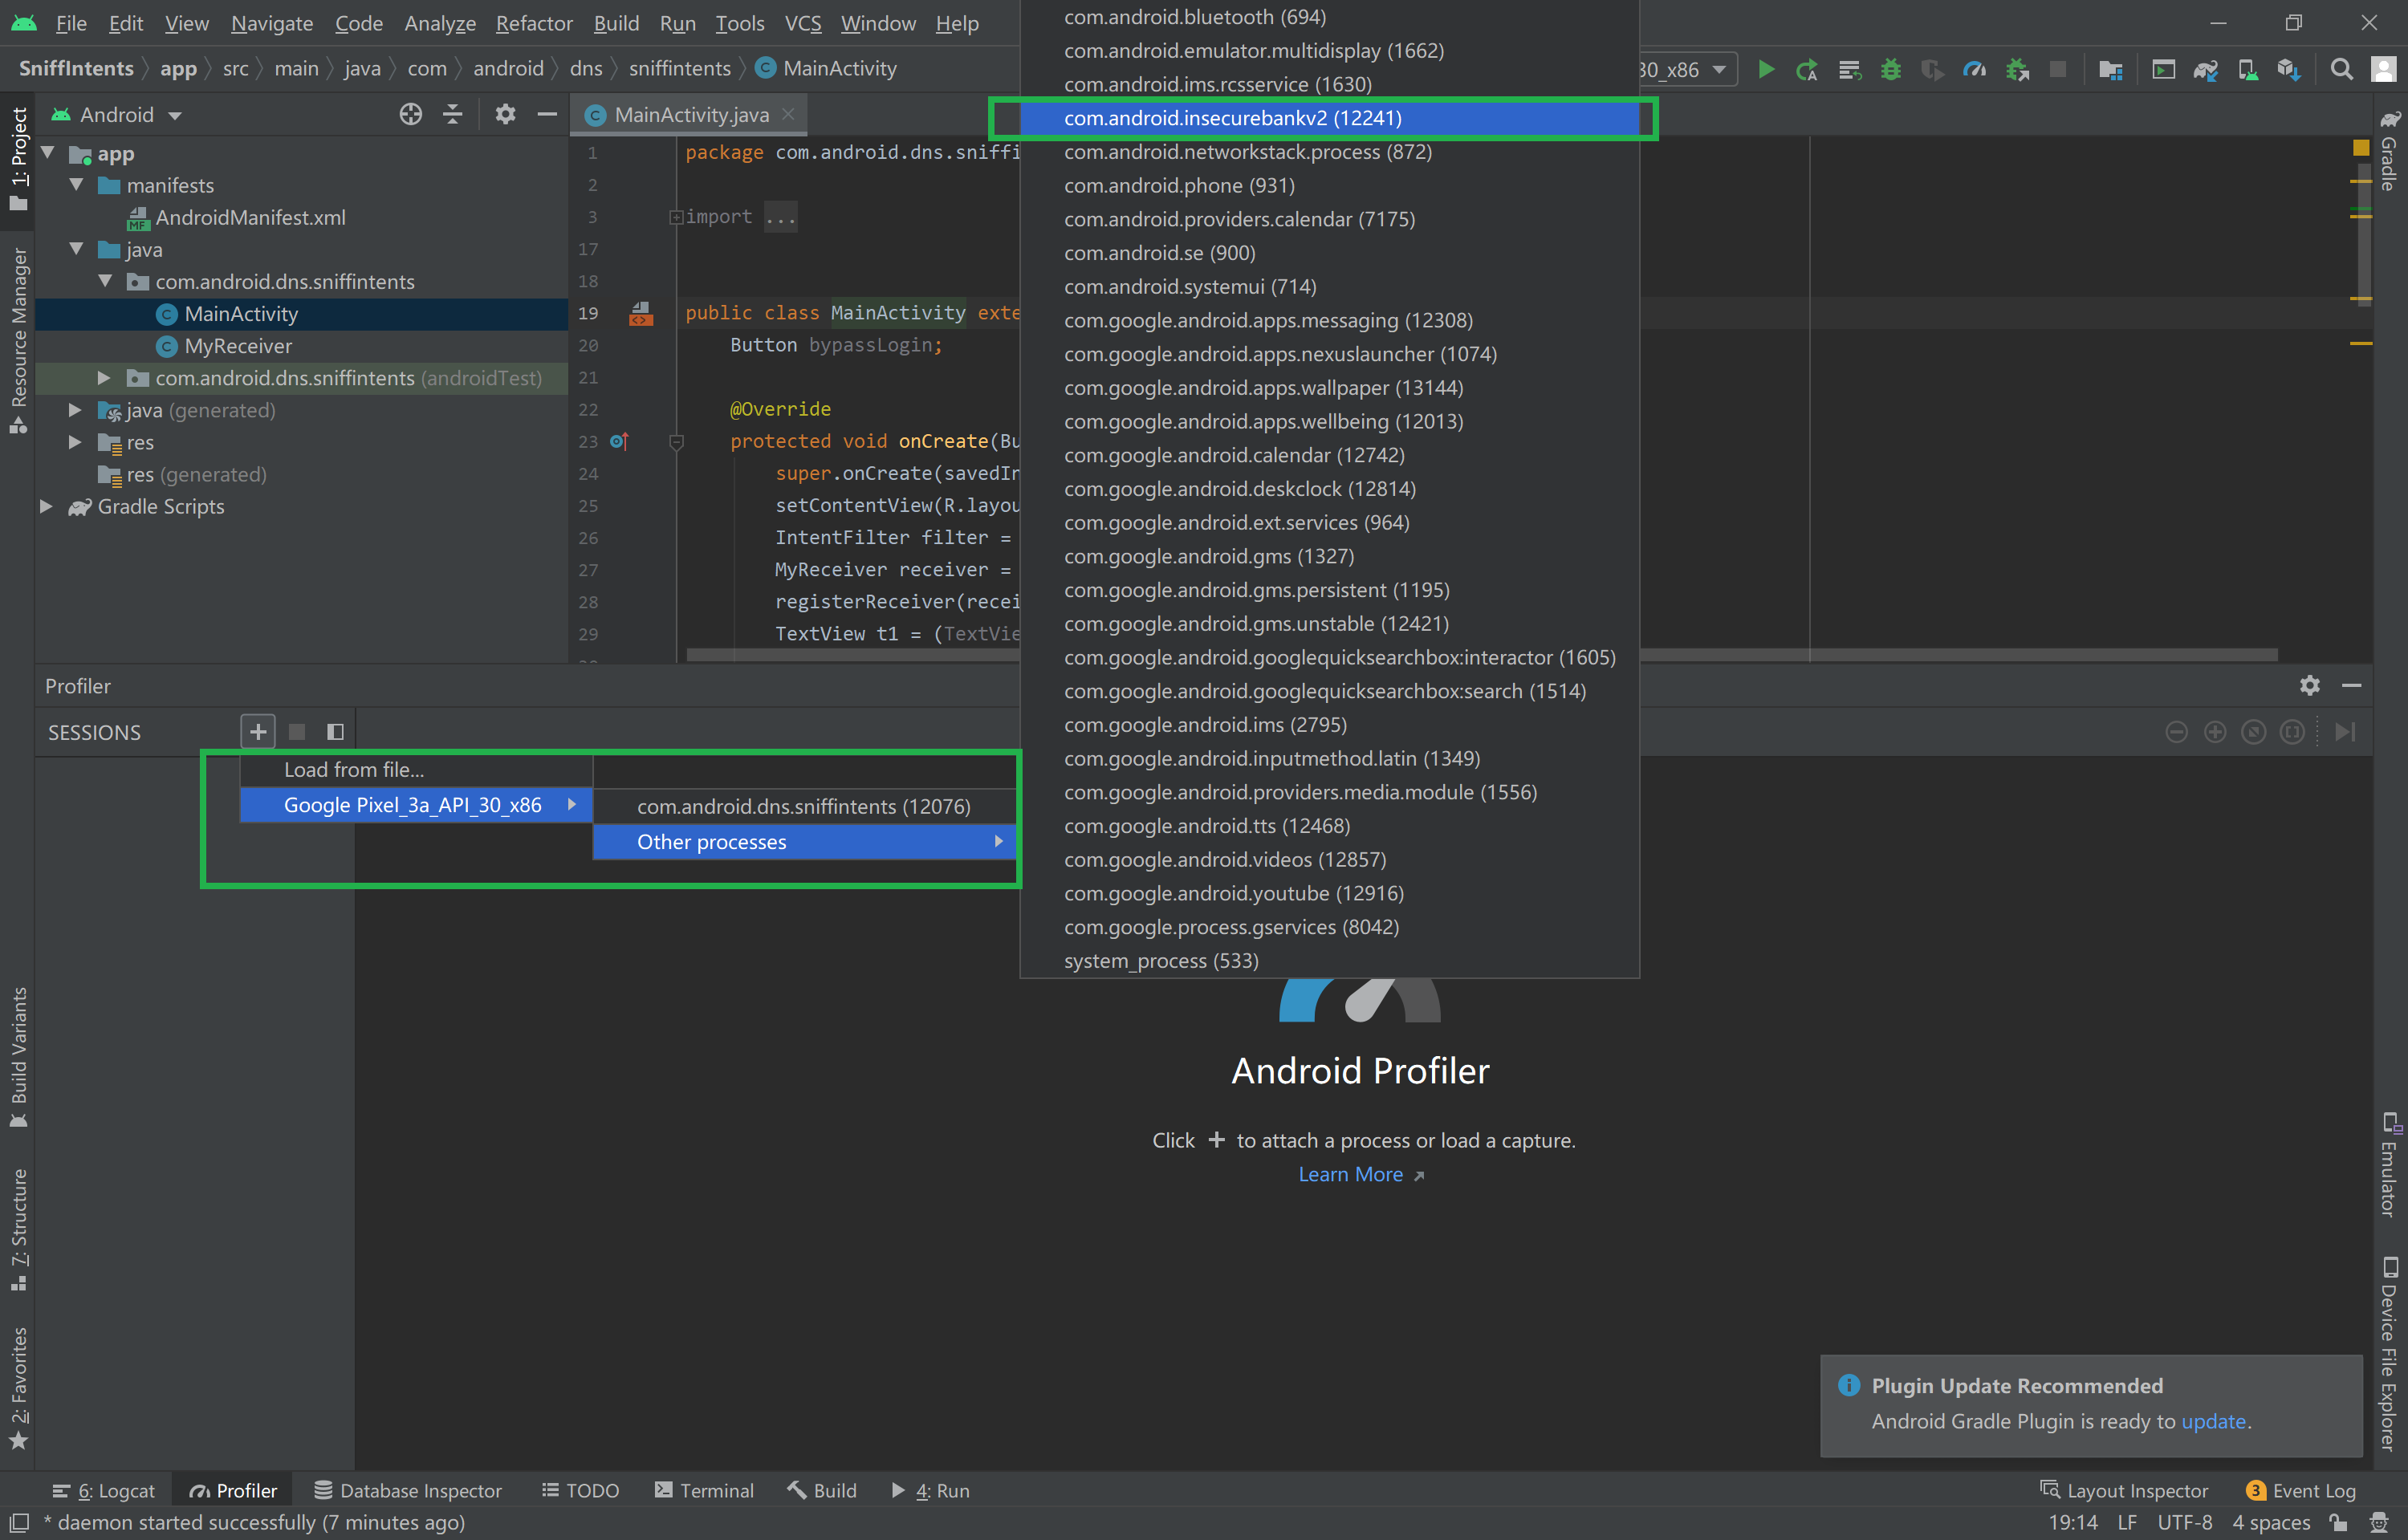 File Edit View Navigate Code Analyze Refactor Build Run Tools VCS Window Help
SniffIntents app src main java com android dns sniffintents MainActivity
30_x86
1: Project
Resource Manager
Build Variants
7: Structure
2: Favorites
Android
app
manifests
AndroidManifest.xml
java
com.android.dns.sniffintents
MainActivity
MyReceiver
com.android.dns.sniffintents (androidTest)
java (generated)
res
res (generated)
Gradle Scripts
MainActivity.java
1 package com.android.dns.sniffi
2
3 import ...
17
18
19 public class MainActivity exte
20 Button bypassLogin;
21
22 @Override
23 protected void onCreate(Bu
24 super.onCreate(savedIn
25 setContentView(R.layou
26 IntentFilter filter =
27 MyReceiver receiver =
28 registerReceiver(recei
29 TextView t1 = (TextVie
com.android.bluetooth (694)
com.android.emulator.multidisplay (1662)
com.android.ims.rcsservice (1630)
com.android.insecurebankv2 (12241)
com.android.networkstack.process (872)
com.android.phone (931)
com.android.providers.calendar (7175)
com.android.se (900)
com.android.systemui (714)
com.google.android.apps.messaging (12308)
com.google.android.apps.nexuslauncher (1074)
com.google.android.apps.wallpaper (13144)
com.google.android.apps.wellbeing (12013)
com.google.android.calendar (12742)
com.google.android.deskclock (12814)
com.google.android.ext.services (964)
com.google.android.gms (1327)
com.google.android.gms.persistent (1195)
com.google.android.gms.unstable (12421)
com.google.android.googlequicksearchbox:interactor (1605)
com.google.android.googlequicksearchbox:search (1514)
com.google.android.ims (2795)
com.google.android.inputmethod.latin (1349)
com.google.android.providers.media.module (1556)
com.google.android.tts (12468)
com.google.android.videos (12857)
com.google.android.youtube (12916)
com.google.process.gservices (8042)
system_process (533)
Gradle
Emulator
Device File Explorer
Profiler
SESSIONS
Load from file...
Google Pixel_3a_API_30_x86
com.android.dns.sniffintents (12076)
Other processes
Android Profiler
Click + to attach a process or load a capture.
Learn More
Plugin Update Recommended
Android Gradle Plugin is ready to update.
6: Logcat Profiler Database Inspector TODO Terminal Build 4: Run Layout Inspector 3 Event Log
* daemon started successfully (7 minutes ago) 19:14 LF UTF-8 4 spaces